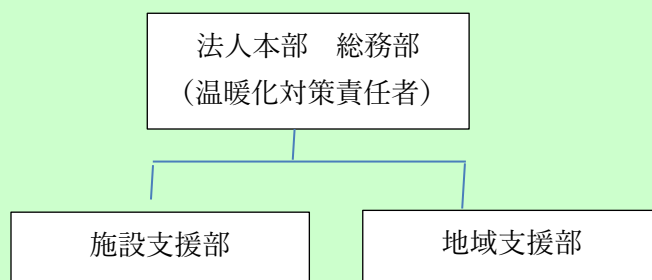 法人本部　総務部
（温暖化対策責任者）
施設支援部
地域支援部